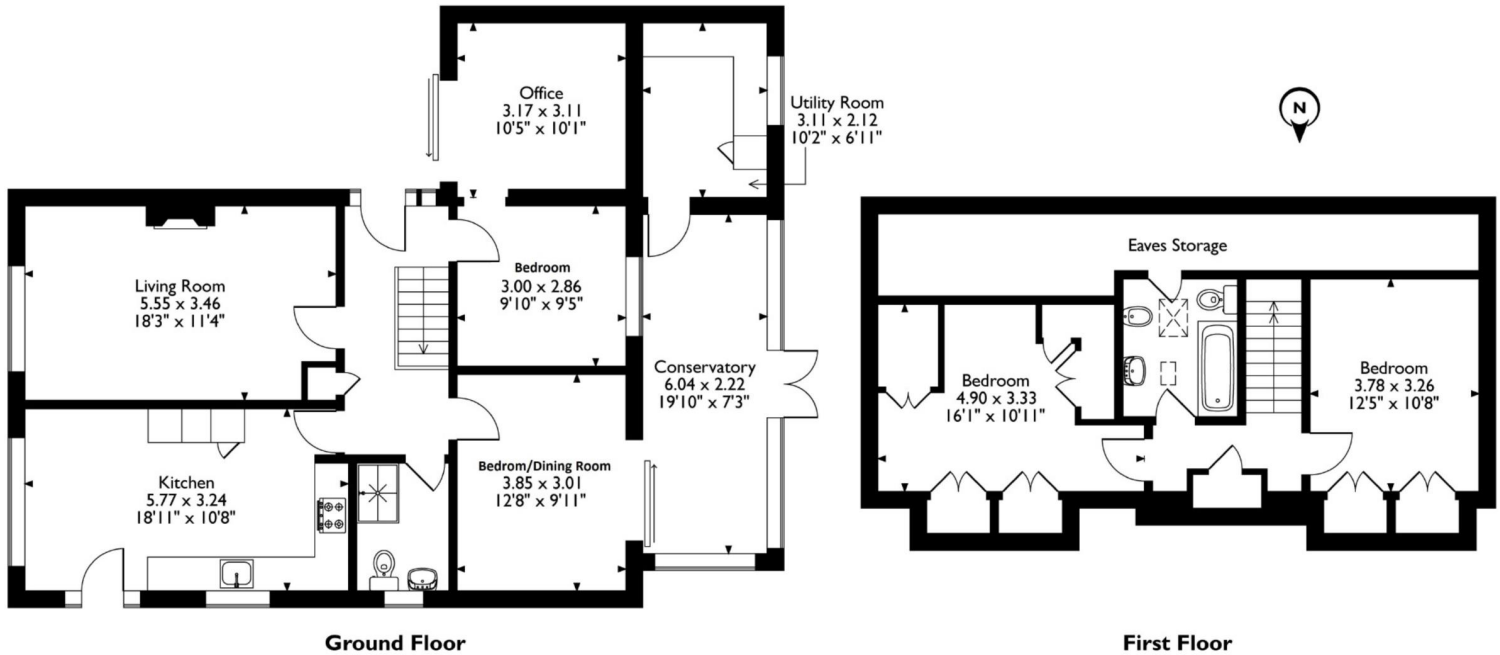 Office
3.17 x 3.11
10'5" x 10'1"
Utility Room
3.11 x 2.12
10'2" x 6'11"
N
Living Room
5.55 x 3.46
18'3" x 11'4"
Bedroom
3.00 x 2.86
9'10" x 9'5"
Conservatory
6.04 x 2.22
19'10" x 7'3"
Kitchen
5.77 x 3.24
18'11" x 10'8"
Bedrom/Dining Room
3.85 x 3.01
12'8" x 9'11"
Ground Floor
Eaves Storage
Bedroom
4.90 x 3.33
16'1" x 10'11"
Bedroom
3.78 x 3.26
12'5" x 10'8"
First Floor